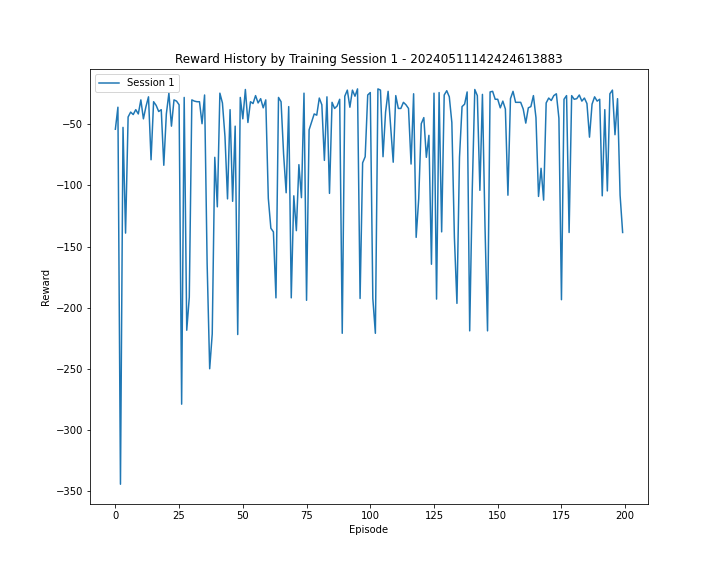 Reward History by Training Session 1 - 20240511142424613883
Session 1
−50
−100
−150
−200
−250
−300
−350
Reward
0 25 50 75 100 125 150 175 200
Episode